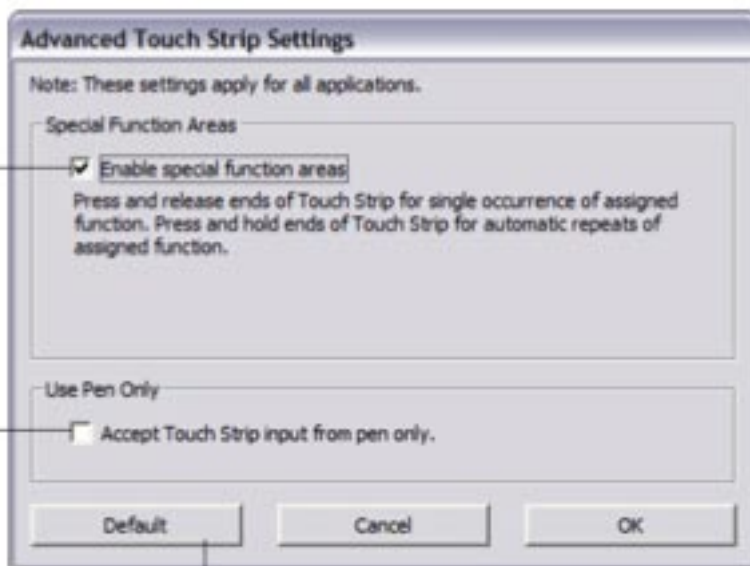 Advanced Touch Strip Settings
Note: These settings apply for all applications.
Special Function Areas
Enable special function areas
Press and release ends of Touch Strip for single occurrence of assigned
function. Press and hold ends of Touch Strip for automatic repeats of
assigned function.
Use Pen Only
Accept Touch Strip input from pen only.
Default Cancel OK